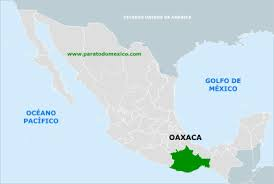 ESTADOS UNIDOS DE AMÉRICA
www.paratodomexico.com
GOLFO DE
MÉXICO
OCÉANO
PACÍFICO
OAXACA